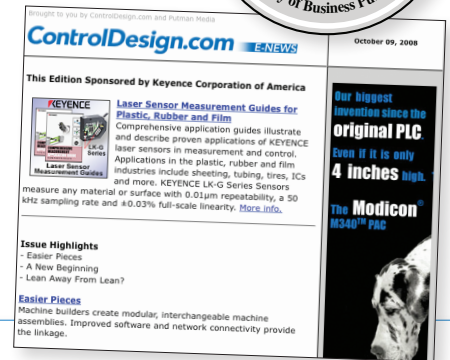 y of Business Pu
Brought to you by ControlDesign.com and Putman Media
ControlDesign.com E-NEWS
October 09, 2008
This Edition Sponsored by Keyence Corporation of America
KEYENCE
LK-G
Series
Laser Sensor
Measurement Guides
Laser Sensor Measurement Guides for
Plastic, Rubber and Film
Comprehensive application guides illustrate
and describe proven applications of KEYENCE
laser sensors in measurement and control.
Applications in the plastic, rubber and film
industries include sheeting, tubing, tires, ICs
and more. KEYENCE LK-G Series Sensors
measure any material or surface with 0.01µm repeatability, a 50
kHz sampling rate and ±0.03% full-scale linearity. More info.
Issue Highlights
- Easier Pieces
- A New Beginning
- Lean Away From Lean?
Easier Pieces
Machine builders create modular, interchangeable machine
assemblies. Improved software and network connectivity provide
the linkage.
Our biggest
invention since the
original PLC.
Even if it is only
4 inches high.
The Modicon®
M340™ PAC